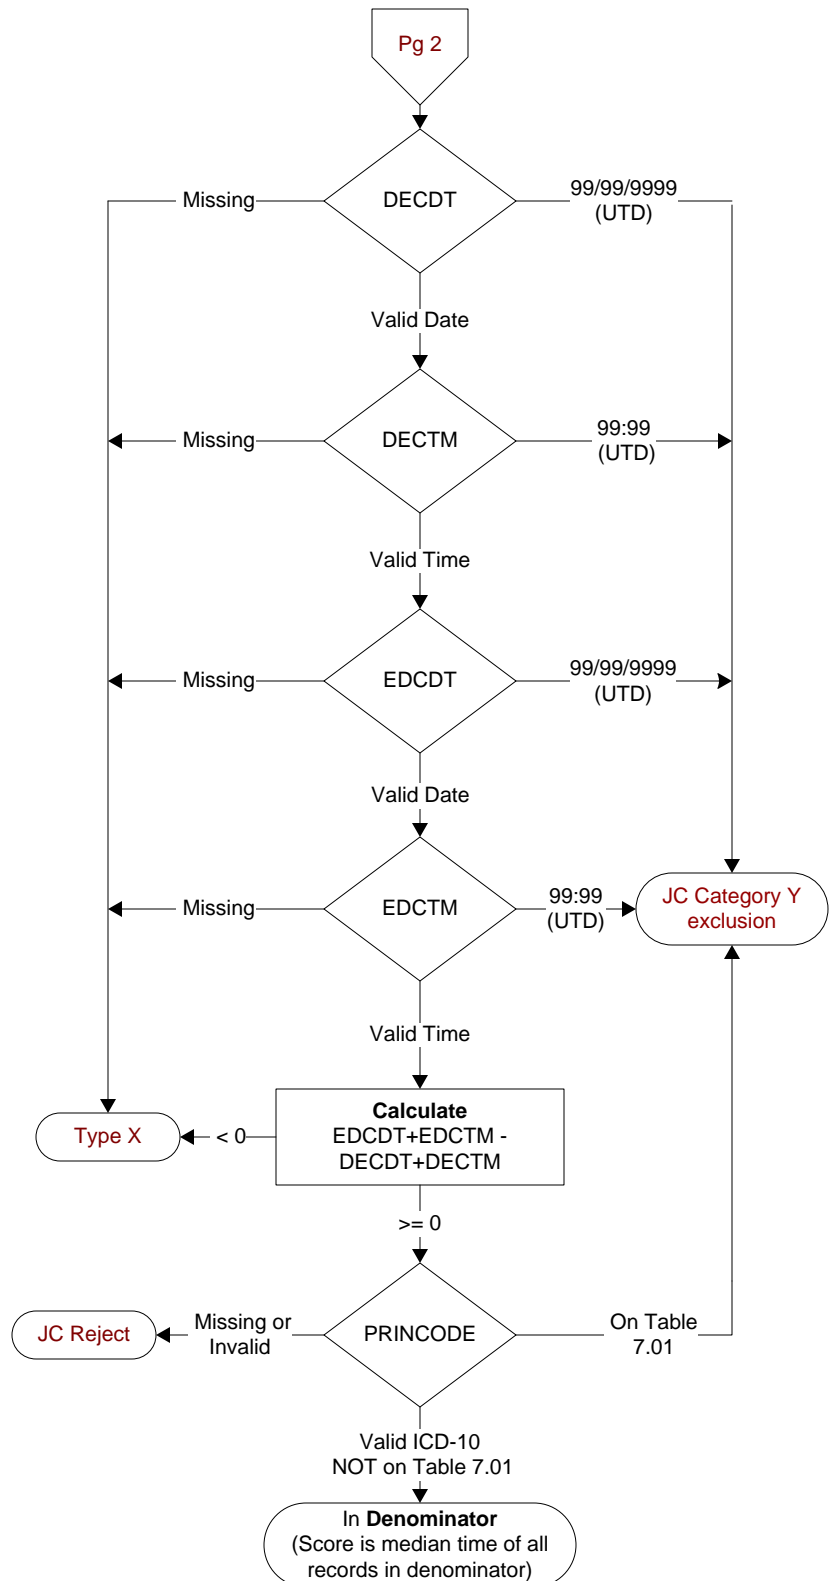 Pg 2
DECDT
Missing
99/99/9999
(UTD)
Valid Date
DECTM
Missing
99:99
(UTD)
Valid Time
EDCDT
Missing
99/99/9999
(UTD)
Valid Date
EDCTM
Missing
99:99
(UTD)
JC Category Y
exclusion
Valid Time
Calculate
EDCDT+EDCTM -
DECDT+DECTM
< 0
Type X
>= 0
PRINCODE
Missing or
Invalid
JC Reject
On Table
7.01
Valid ICD-10
NOT on Table 7.01
In Denominator
(Score is median time of all
records in denominator)